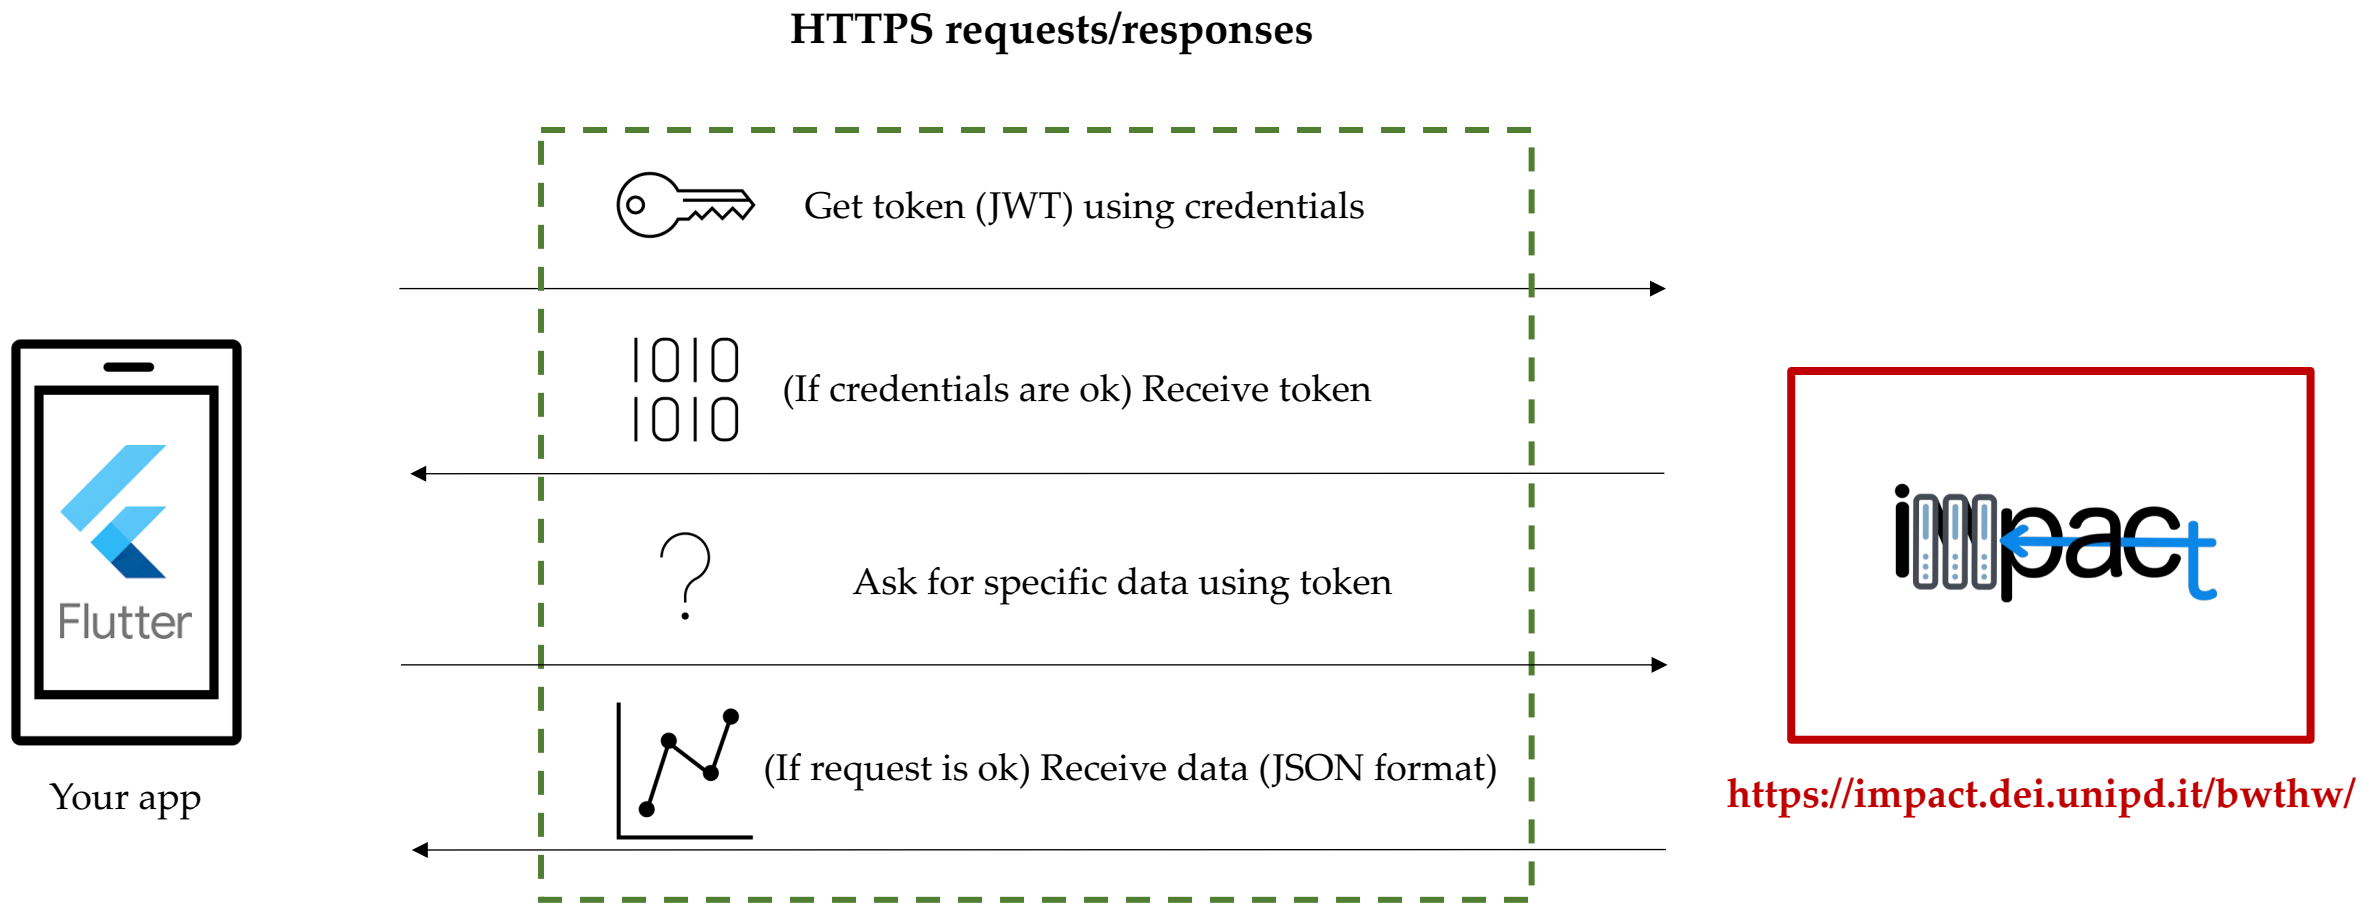 HTTPS requests/responses
Get token (JWT) using credentials
(If credentials are ok) Receive token
Ask for specific data using token
(If request is ok) Receive data (JSON format)
Flutter
Your app
impact
https://impact.dei.unipd.it/bwthw/